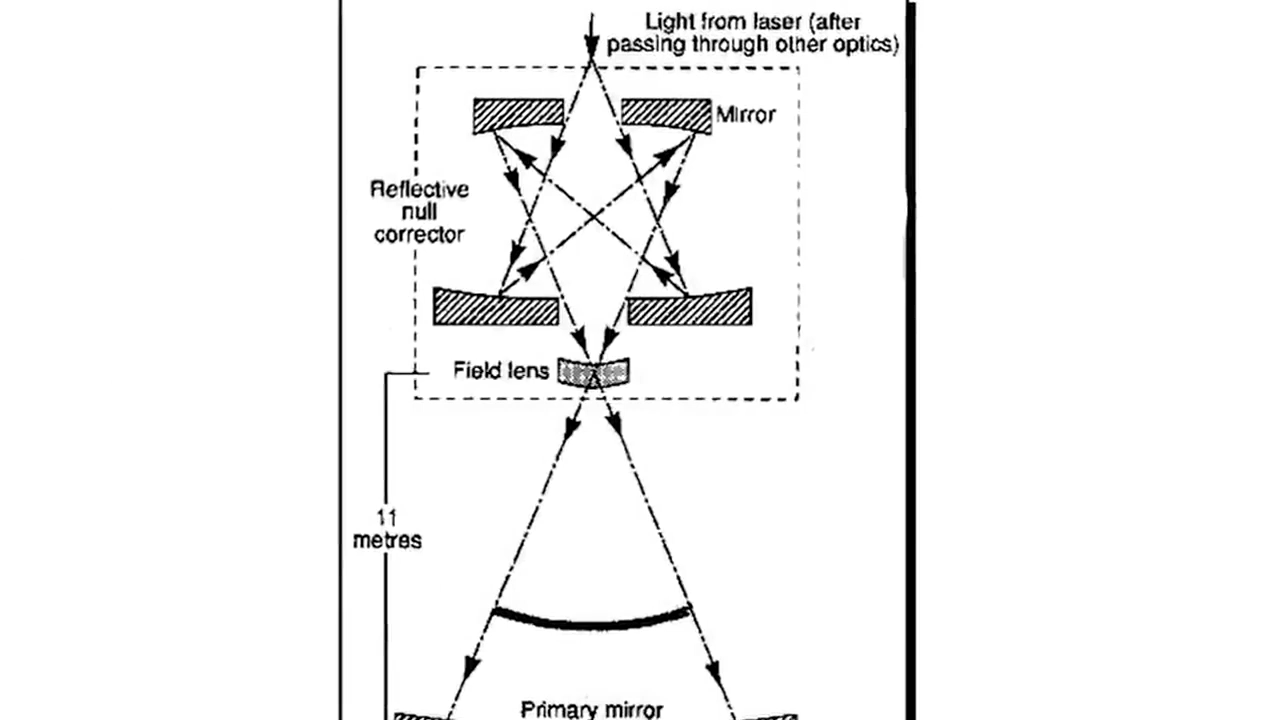 Light from laser (after
passing through other optics)
Mirror
Reflective
null
corrector
Field lens
11
metres
Primary mirror